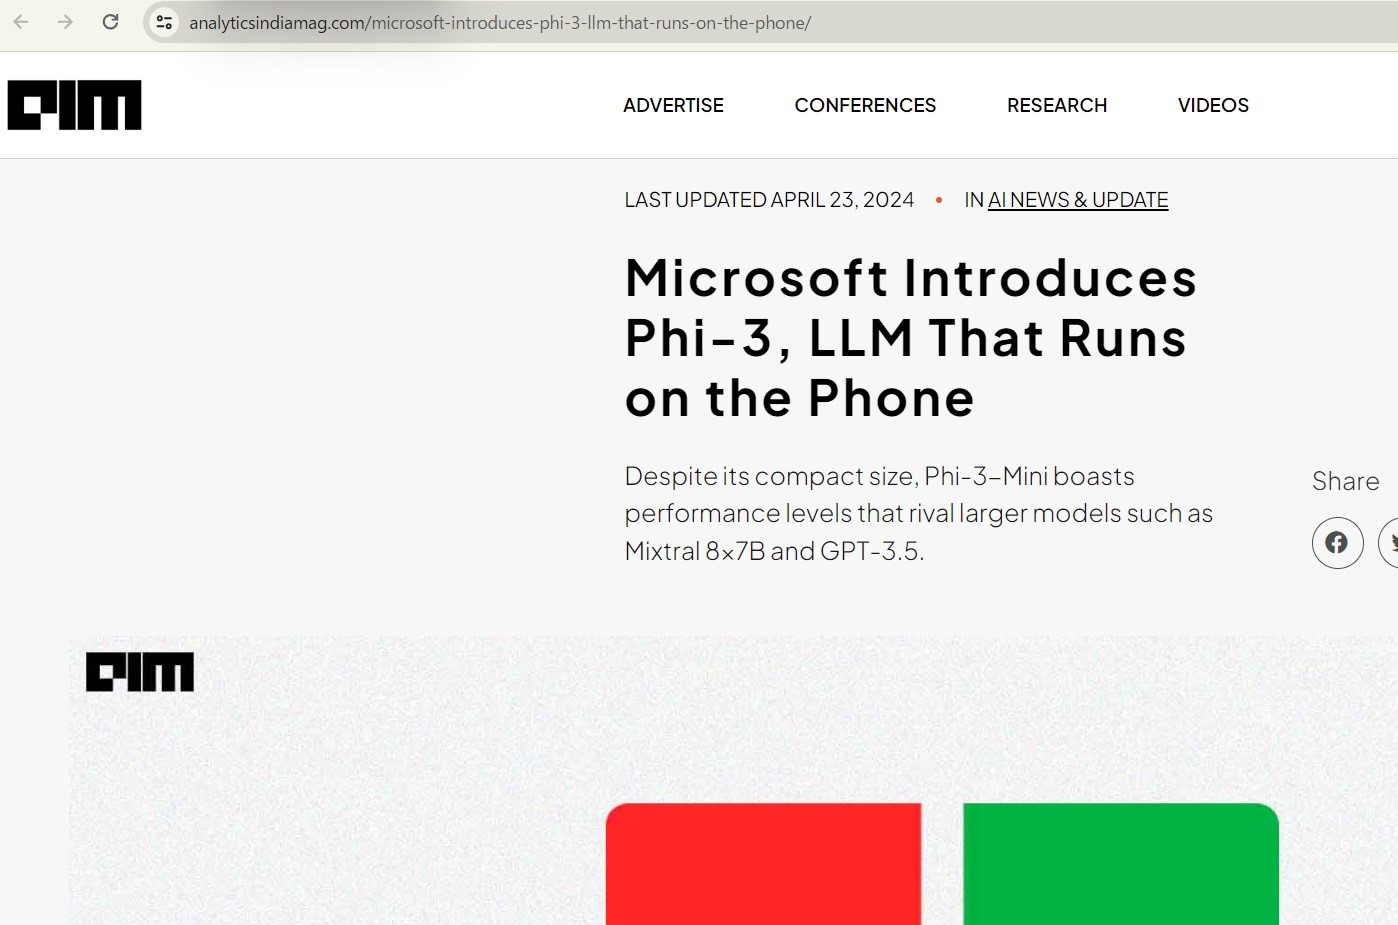 analyticsindiamag.com/microsoft-introduces-phi-3-llm-that-runs-on-the-phone/
AIM
ADVERTISE CONFERENCES RESEARCH VIDEOS
LAST UPDATED APRIL 23, 2024 • IN AI NEWS & UPDATE
Microsoft Introduces
Phi-3, LLM That Runs
on the Phone
Despite its compact size, Phi-3–Mini boasts
performance levels that rival larger models such as
Mixtral 8×7B and GPT-3.5.
Share
AIM